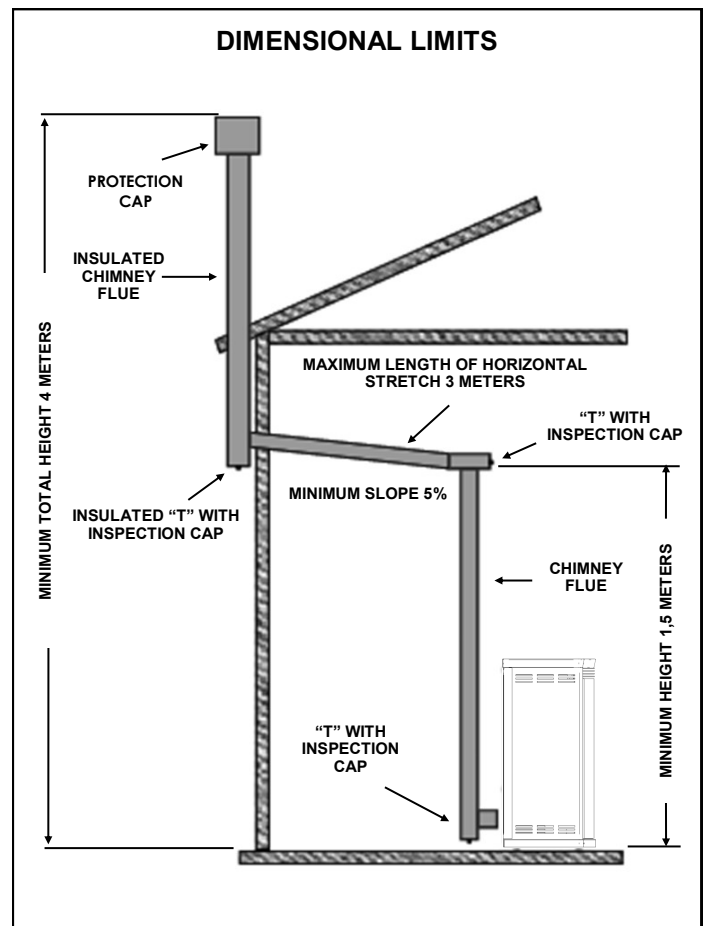 DIMENSIONAL LIMITS
PROTECTION
CAP
INSULATED
CHIMNEY
FLUE
MAXIMUM LENGTH OF HORIZONTAL
STRETCH 3 METERS
“T” WITH
INSPECTION CAP
MINIMUM SLOPE 5%
INSULATED “T” WITH
INSPECTION CAP
MINIMUM TOTAL HEIGHT 4 METERS
CHIMNEY
FLUE
MINIMUM HEIGHT 1,5 METERS
“T” WITH
INSPECTION
CAP